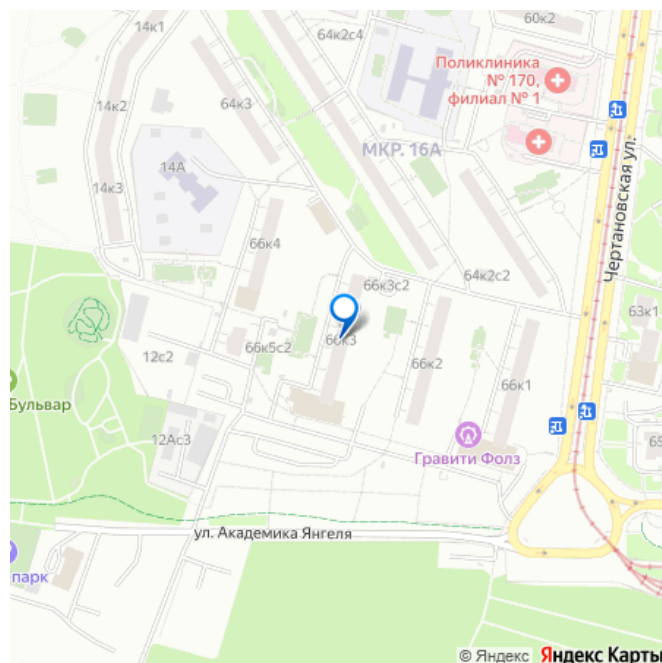 14к1
64к2с4
60к2
Поликлиника
№ 170,
филиал № 1
14к2
64к3
МКР. 16А
Чертановская ул.
14А
14к3
66к4
64к2с2
66к3с2
63к1
66к3
66к5с2
12с2
66к2
66к1
Бульвар
12Ас3
Гравити Фолз
65
ул. Академика Янгеля
парк
© Яндекс Яндекс Карты